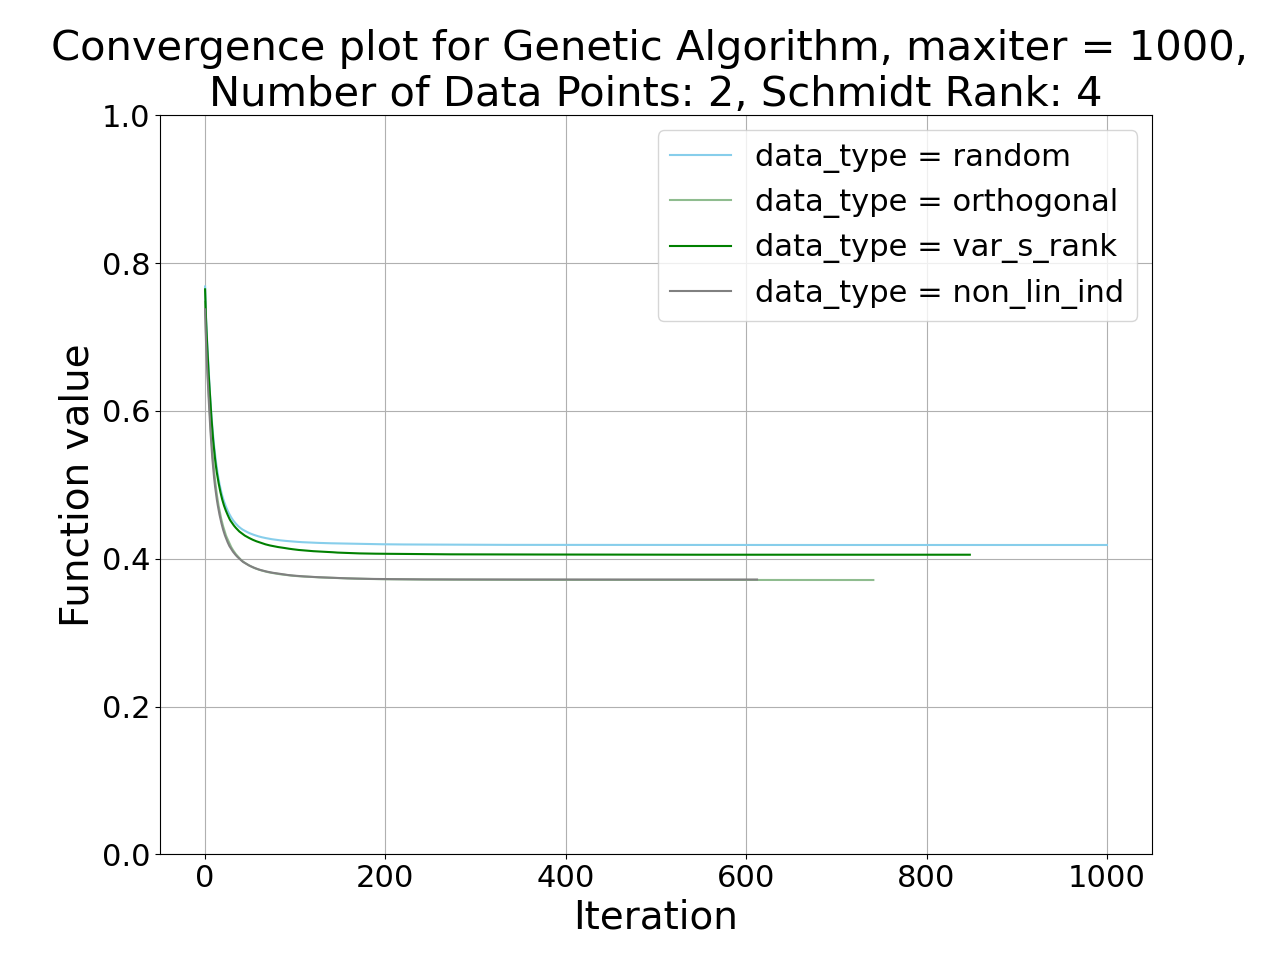 Convergence plot for Genetic Algorithm, maxiter = 1000,
Number of Data Points: 2, Schmidt Rank: 4
1.0
0.8
0.6
0.4
0.2
0.0
Function value
data_type = random
data_type = orthogonal
data_type = var_s_rank
data_type = non_lin_ind
0
200
400
600
800
1000
Iteration